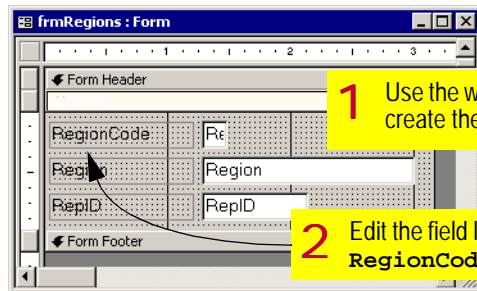 frmRegions : Form
1 2 3
Form Header
1 Use the w
create the
RegionCode Re
Region Region
RepID RepID
2 Edit the field l
RegionCod
Form Footer